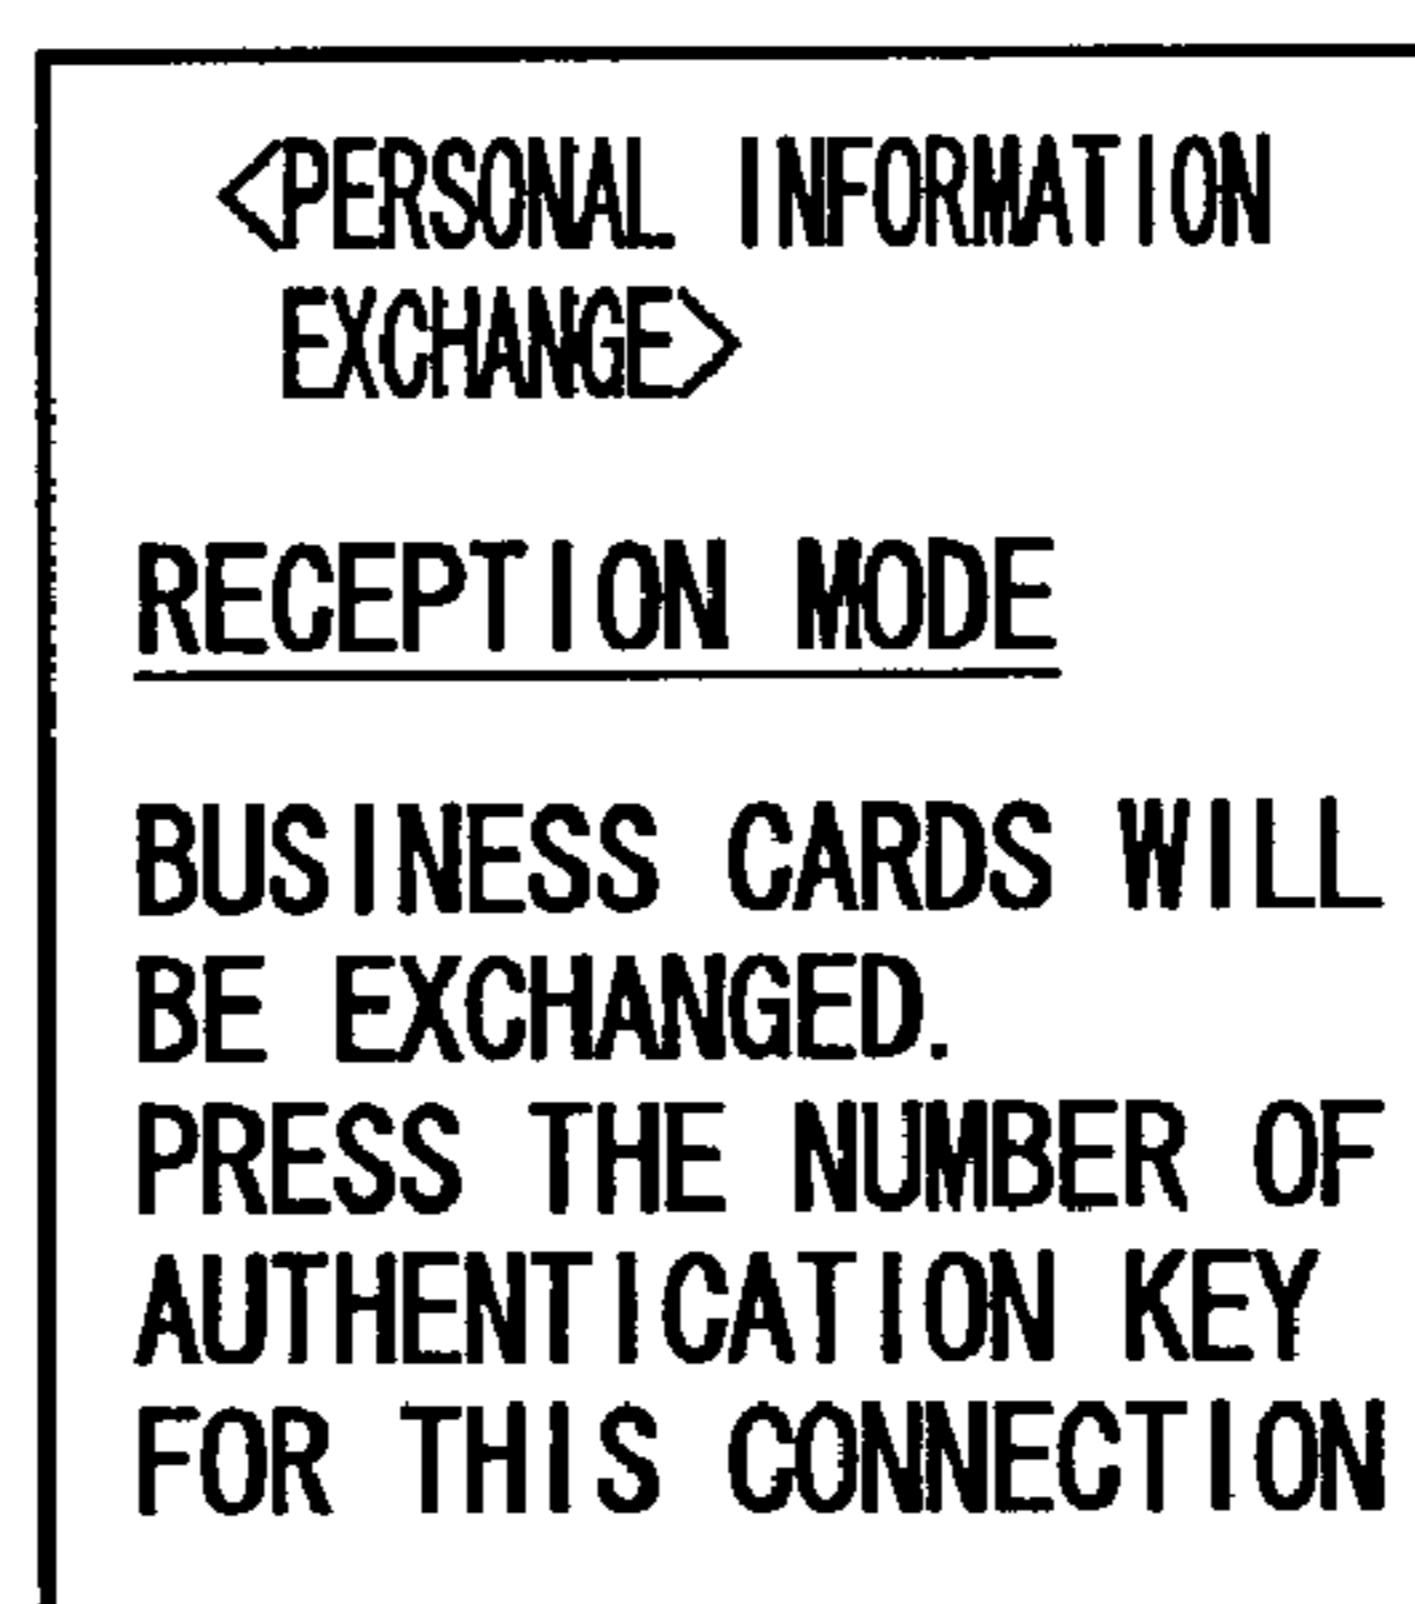 <PERSONAL INFORMATION
EXCHANGE>
RECEPTION MODE
BUSINESS CARDS WILL
BE EXCHANGED.
PRESS THE NUMBER OF
AUTHENTICATION KEY
FOR THIS CONNECTION